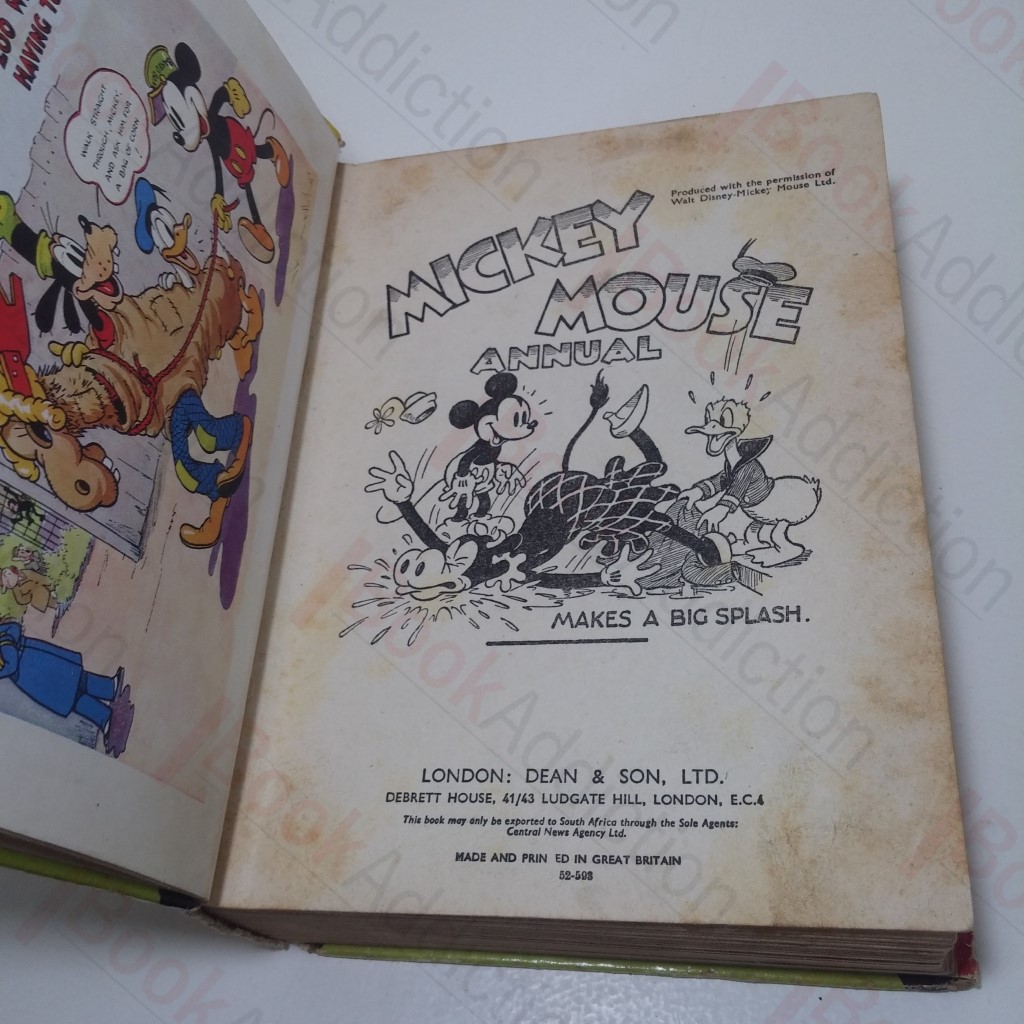 WALK STRAIGHT
THROUGH, MICKEY,
AND ASK HIM FOR
A BAG OF CORN!
Produced with the permission of
Walt Disney-Mickey Mouse Ltd.
MICKEY
MOUSE
ANNUAL
MAKES A BIG SPLASH.
LONDON: DEAN & SON, LTD.
DEBRETT HOUSE, 41/43 LUDGATE HILL, LONDON, E.C.4
This book may only be exported to South Africa through the Sole Agents:
Central News Agency Ltd.
MADE AND PRIN ED IN GREAT BRITAIN
52-593
BookAddiction